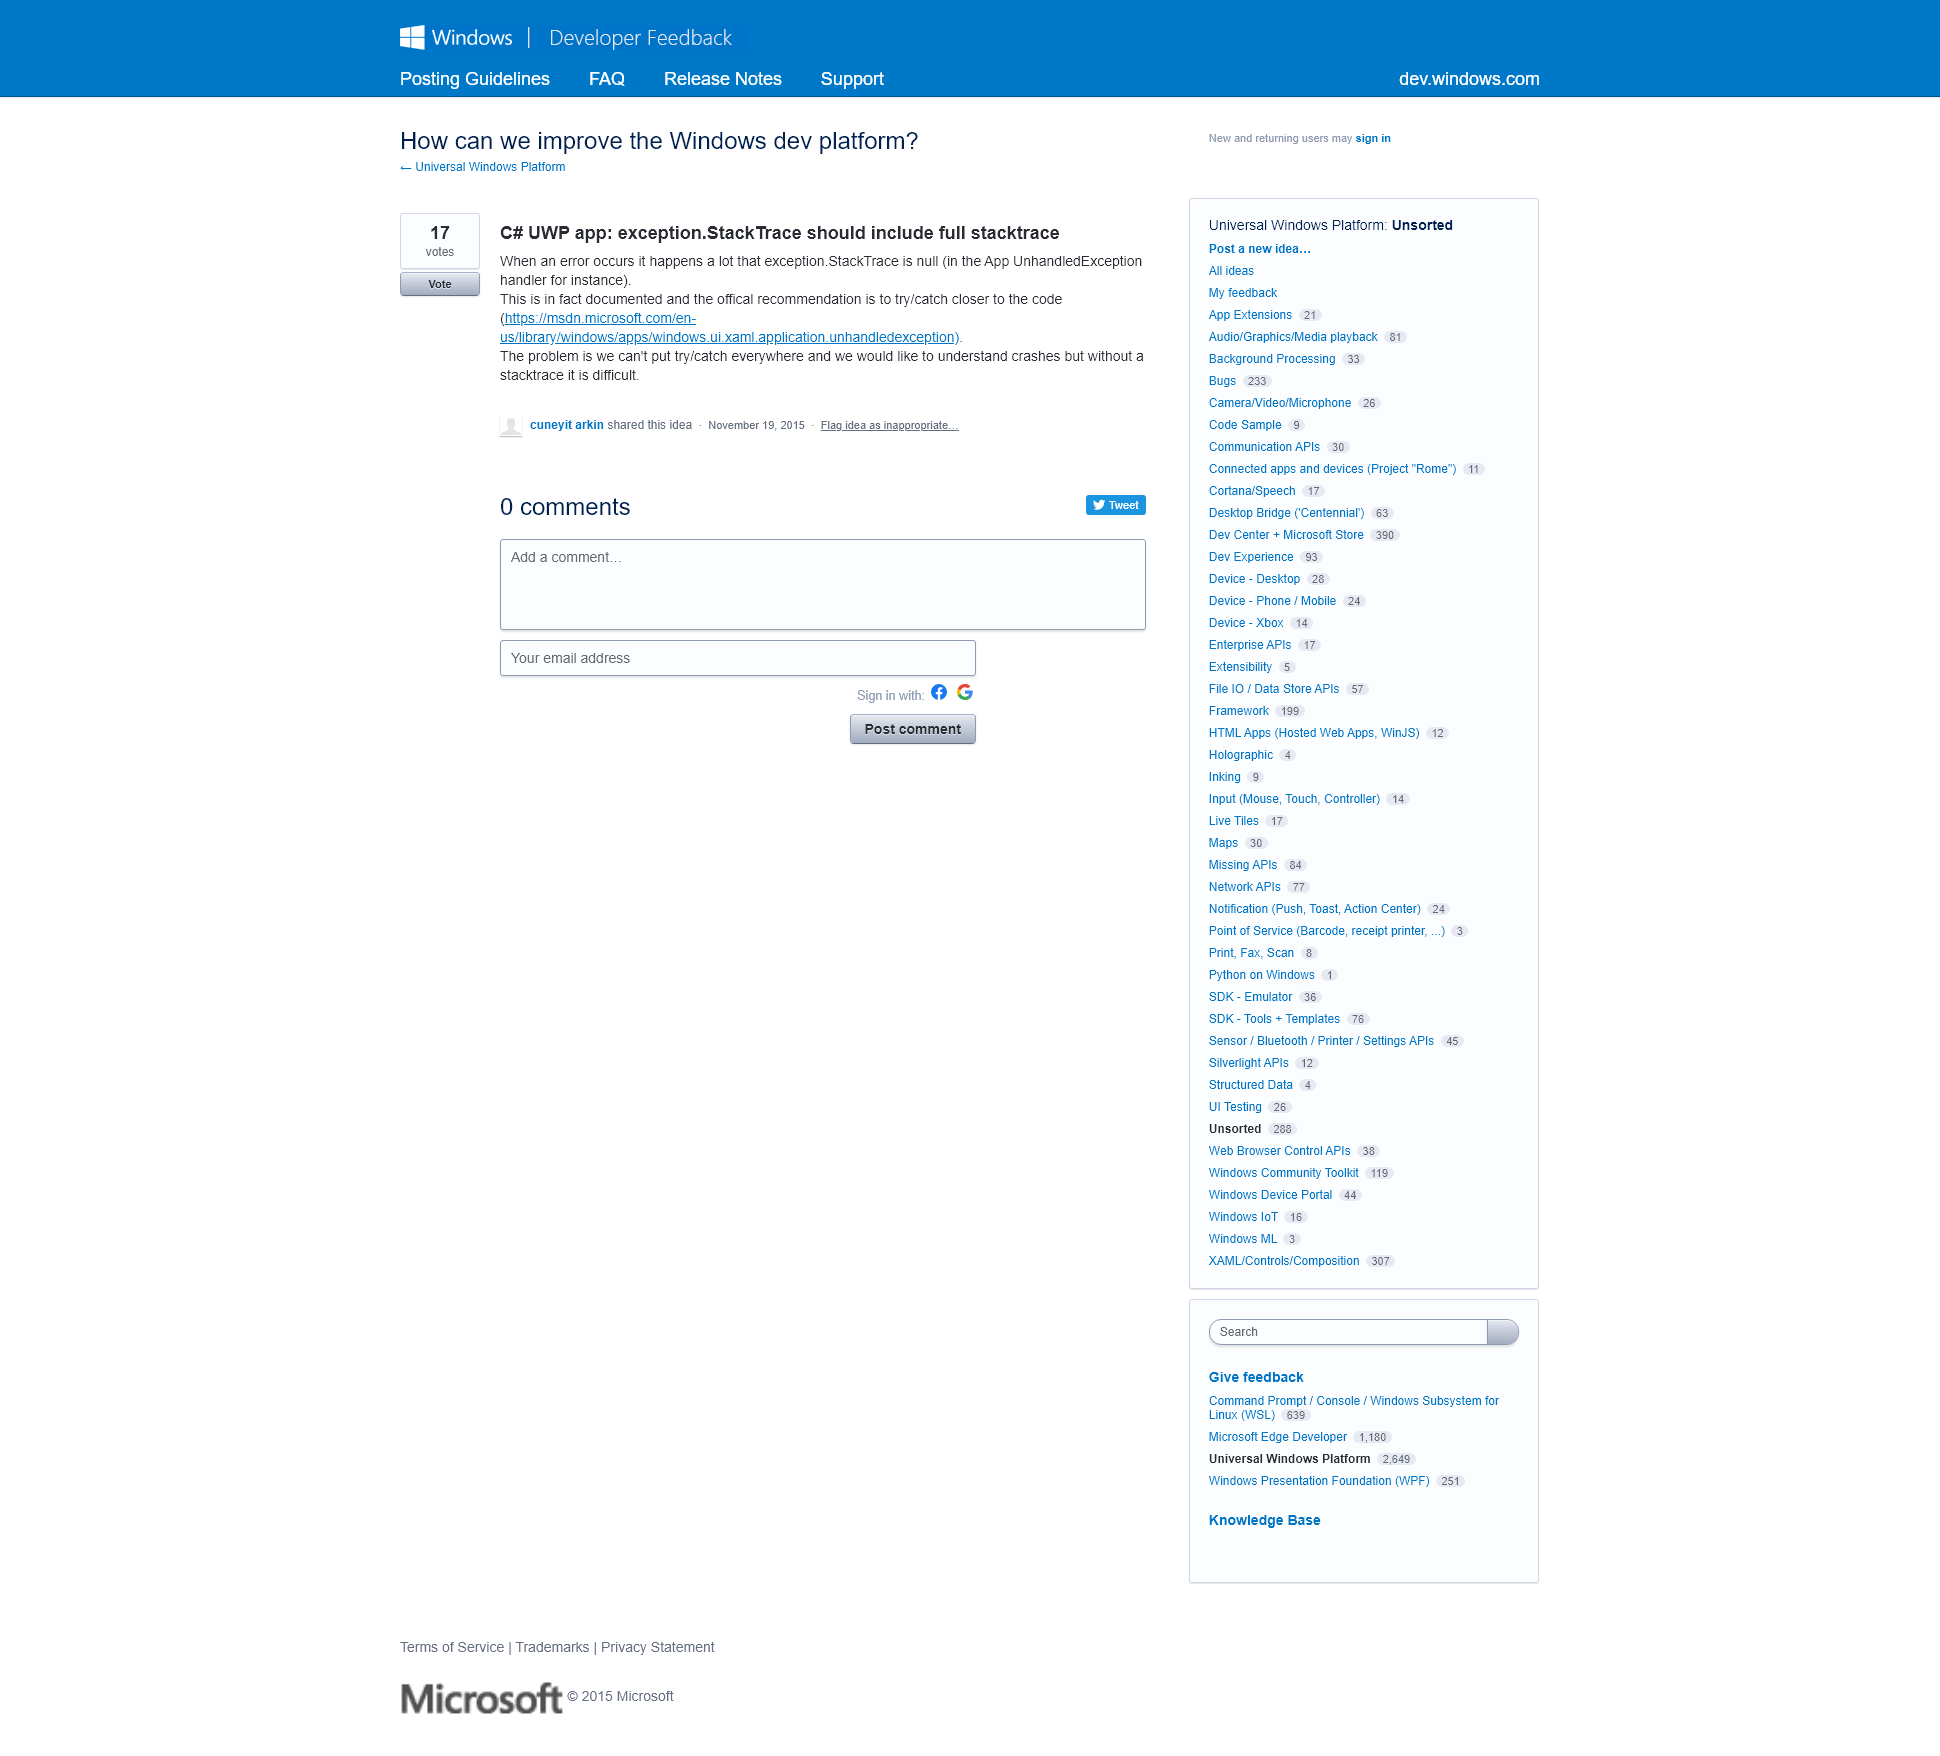 Windows | Developer Feedback
Posting Guidelines FAQ Release Notes Support dev.windows.com
How can we improve the Windows dev platform?
← Universal Windows Platform
New and returning users may sign in
17
votes
Vote
C# UWP app: exception.StackTrace should include full stacktrace
When an error occurs it happens a lot that exception.StackTrace is null (in the App UnhandledException
handler for instance).
This is in fact documented and the offical recommendation is to try/catch closer to the code
(https://msdn.microsoft.com/en-
us/library/windows/apps/windows.ui.xaml.application.unhandledexception).
The problem is we can't put try/catch everywhere and we would like to understand crashes but without a
stacktrace it is difficult.
cuneyit arkin shared this idea · November 19, 2015 · Flag idea as inappropriate…
0 comments
Tweet
Add a comment…
Your email address
Sign in with:
Post comment
Universal Windows Platform: Unsorted
Post a new idea…
All ideas
My feedback
App Extensions 21
Audio/Graphics/Media playback 81
Background Processing 33
Bugs 233
Camera/Video/Microphone 26
Code Sample 9
Communication APIs 30
Connected apps and devices (Project "Rome") 11
Cortana/Speech 17
Desktop Bridge ('Centennial') 63
Dev Center + Microsoft Store 390
Dev Experience 93
Device - Desktop 28
Device - Phone / Mobile 24
Device - Xbox 14
Enterprise APIs 17
Extensibility 5
File IO / Data Store APIs 57
Framework 199
HTML Apps (Hosted Web Apps, WinJS) 12
Holographic 4
Inking 9
Input (Mouse, Touch, Controller) 14
Live Tiles 17
Maps 30
Missing APIs 84
Network APIs 77
Notification (Push, Toast, Action Center) 24
Point of Service (Barcode, receipt printer, ...) 3
Print, Fax, Scan 8
Python on Windows 1
SDK - Emulator 36
SDK - Tools + Templates 76
Sensor / Bluetooth / Printer / Settings APIs 45
Silverlight APIs 12
Structured Data 4
UI Testing 26
Unsorted 288
Web Browser Control APIs 38
Windows Community Toolkit 119
Windows Device Portal 44
Windows IoT 16
Windows ML 3
XAML/Controls/Composition 307
Search
Give feedback
Command Prompt / Console / Windows Subsystem for
Linux (WSL) 639
Microsoft Edge Developer 1,180
Universal Windows Platform 2,649
Windows Presentation Foundation (WPF) 251
Knowledge Base
Terms of Service | Trademarks | Privacy Statement
Microsoft © 2015 Microsoft